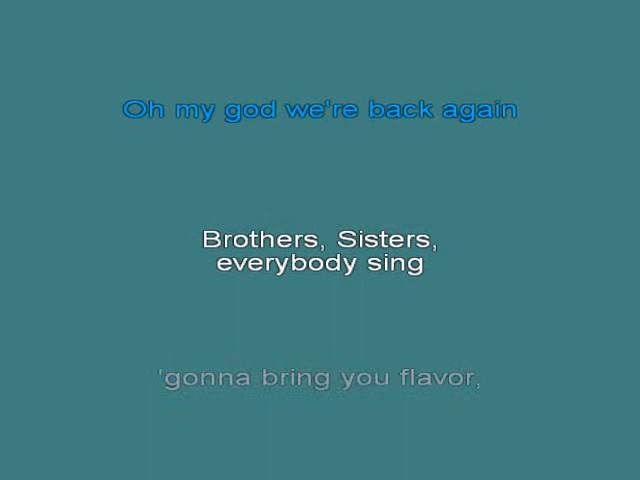 Oh my god we're back again
Brothers, Sisters,
everybody sing
'gonna bring you flavor,